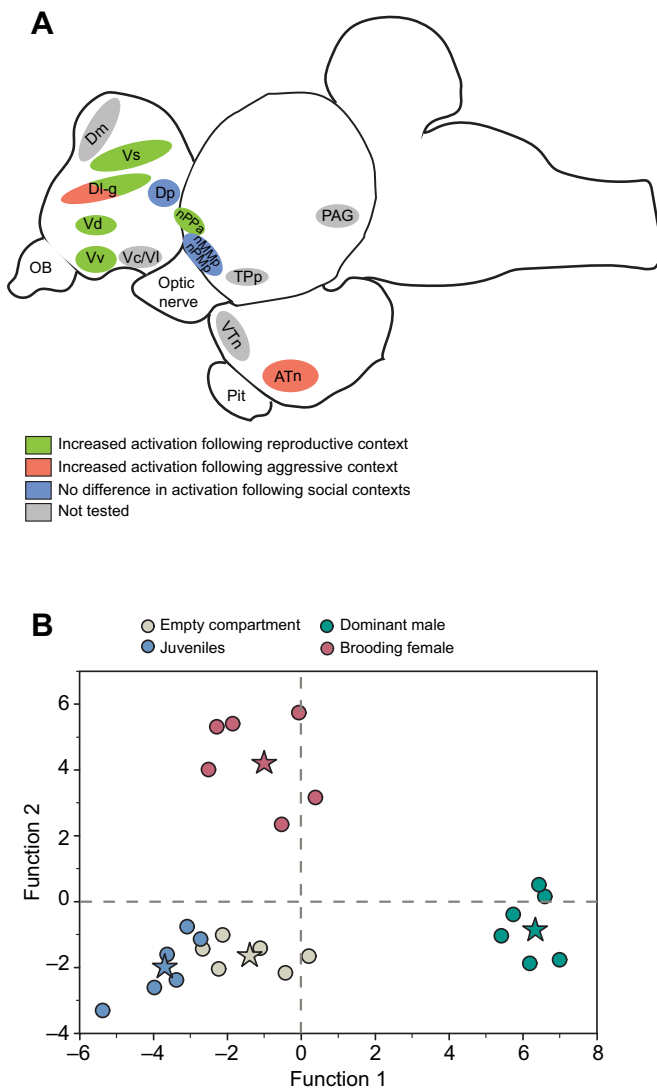 A
Dm
Vs
Dl-g
Dp
Vd
nPPa
nMMp
nPMp
PAG
Vv
Vc/Vl
TPp
OB
Optic
nerve
VTn
ATn
Pit
Increased activation following reproductive context
Increased activation following aggressive context
No difference in activation following social contexts
Not tested
B
Empty compartment
Dominant male
Juveniles
Brooding female
6
4
2
0
–2
–4
Function 2
–6
–4
–2
0
2
4
6
8
Function 1